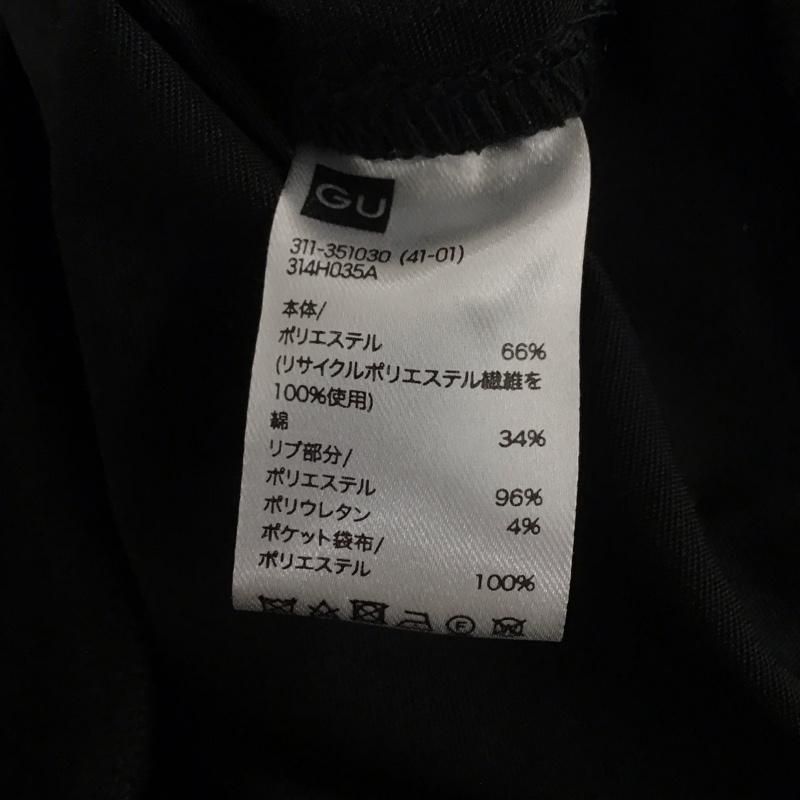 GU
311-351030 (41-01)
314H035A
本体/
ポリエステル 66%
(リサイクルポリエステル繊維を
100%使用)
綿 34%
リブ部分/
ポリエステル 96%
ポリウレタン 4%
ポケット袋布/
ポリエステル 100%
F W